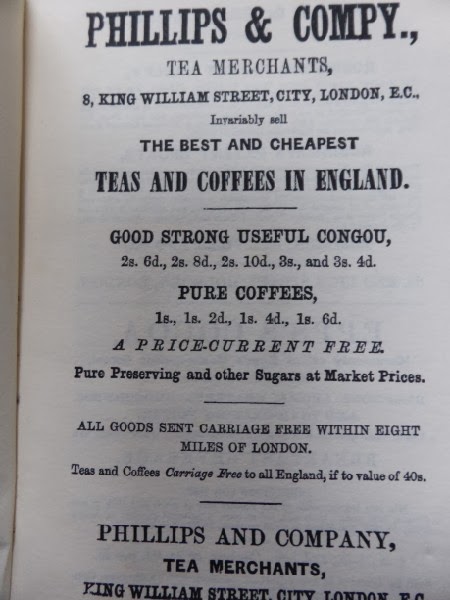 PHILLIPS & COMPY.,
TEA MERCHANTS,
8, KING WILLIAM STREET, CITY, LONDON, E.C.,
Invariably sell
THE BEST AND CHEAPEST
TEAS AND COFFEES IN ENGLAND.
GOOD STRONG USEFUL CONGOU,
2s. 6d., 2s. 8d., 2s. 10d., 3s., and 3s. 4d.
PURE COFFEES,
1s., 1s. 2d., 1s. 4d., 1s. 6d.
A PRICE-CURRENT FREE.
Pure Preserving and other Sugars at Market Prices.
ALL GOODS SENT CARRIAGE FREE WITHIN EIGHT
MILES OF LONDON.
Teas and Coffees Carriage Free to all England, if to value of 40s.
PHILLIPS AND COMPANY,
TEA MERCHANTS,
KING WILLIAM STREET, CITY, LONDON, E.C.